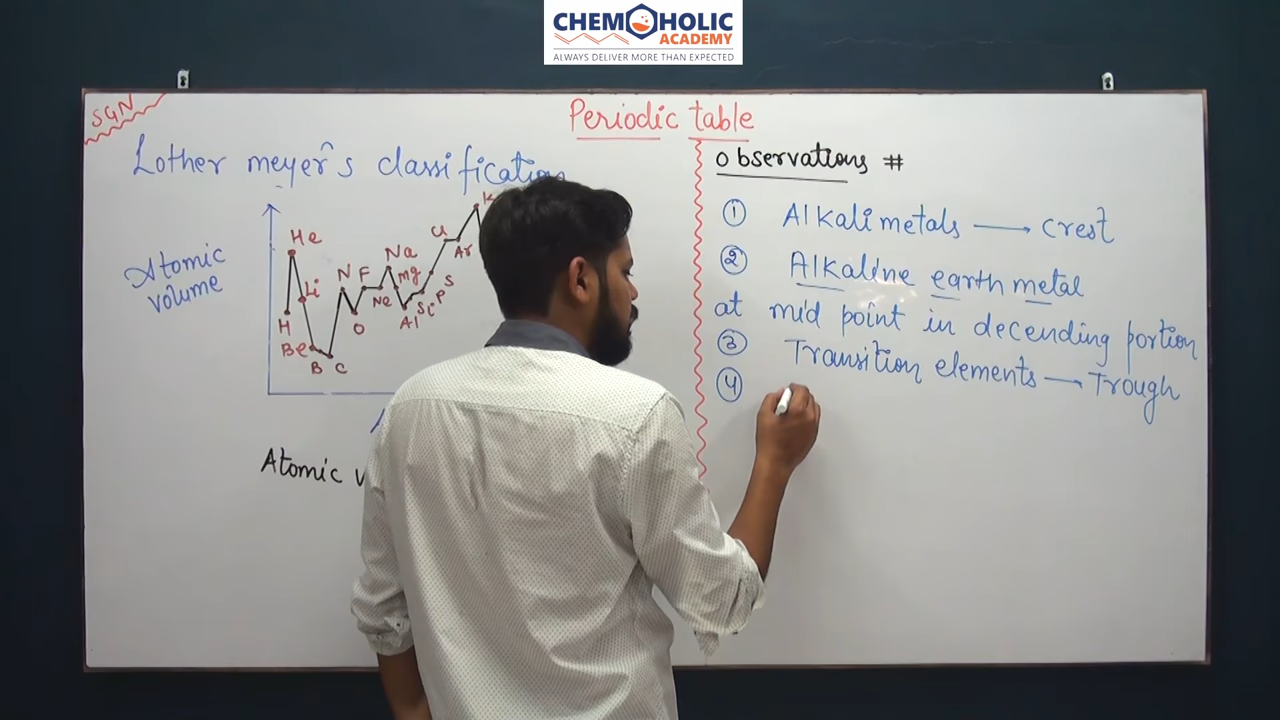 CHEMOHOLIC
ACADEMY
ALWAYS DELIVER MORE THAN EXPECTED
SGN
Periodic table
Lother meyer's classification
Atomic
volume
He
Li
H
Be
B
C
N
F
O
Ne
Na
mg
Al
Si
P
S
Cl
Ar
K
Atomic
observations #
1 Alkali metals → crest
2 Alkaline earth metal
at mid point in decending portion
3 Transition elements → Trough
4